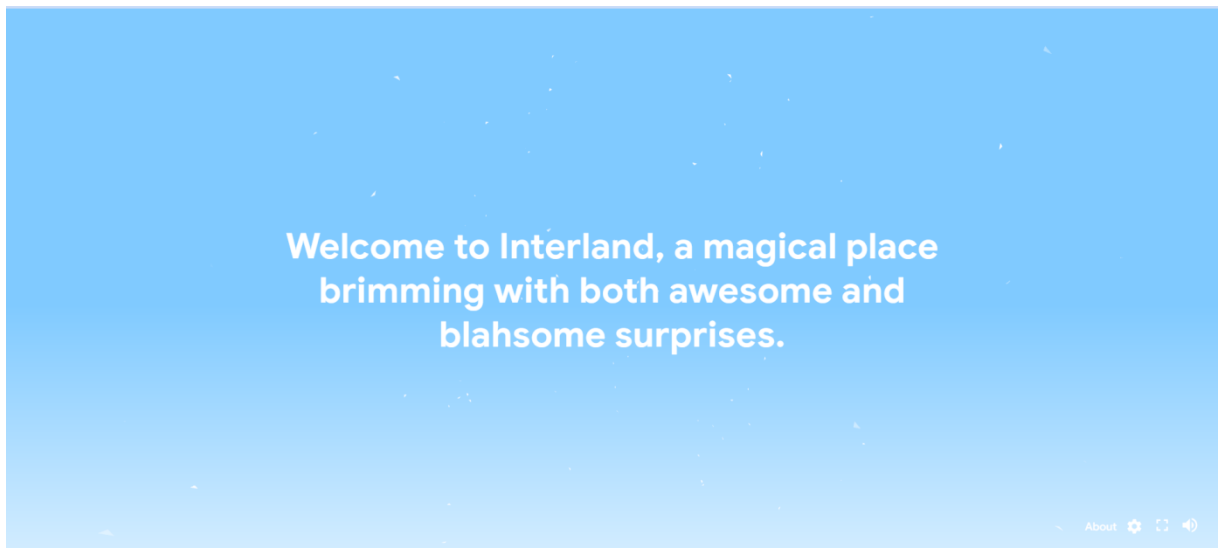 Welcome to Interland, a magical place
brimming with both awesome and
blahsome surprises.
About